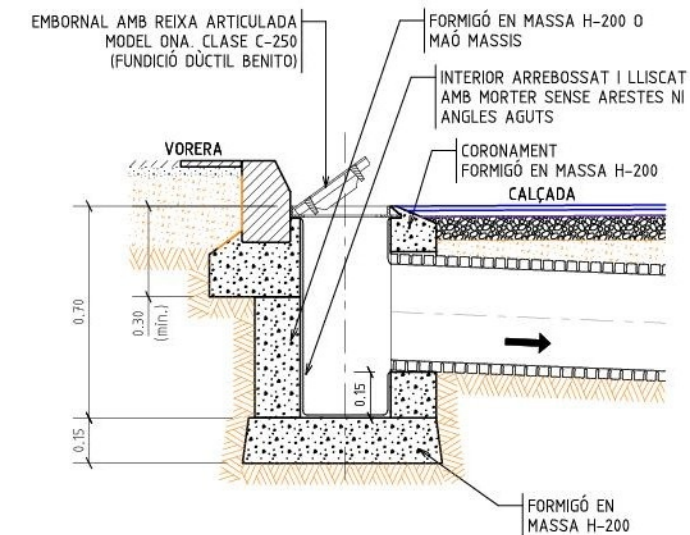 EMBORNAL AMB REIXA ARTICULADA
MODEL ONA. CLASE C-250
(FUNDICIÓ DÙCTIL BENITO)
FORMIGÓ EN MASSA H-200 O
MAÓ MASSIS
INTERIOR ARREBOSSAT I LLISCAT
AMB MORTER SENSE ARESTES NI
ANGLES AGUTS
CORONAMENT
FORMIGÓ EN MASSA H-200
VORERA
CALÇADA
0.70
0.30
(mín.)
0.15
0.15
FORMIGÓ EN
MASSA H-200